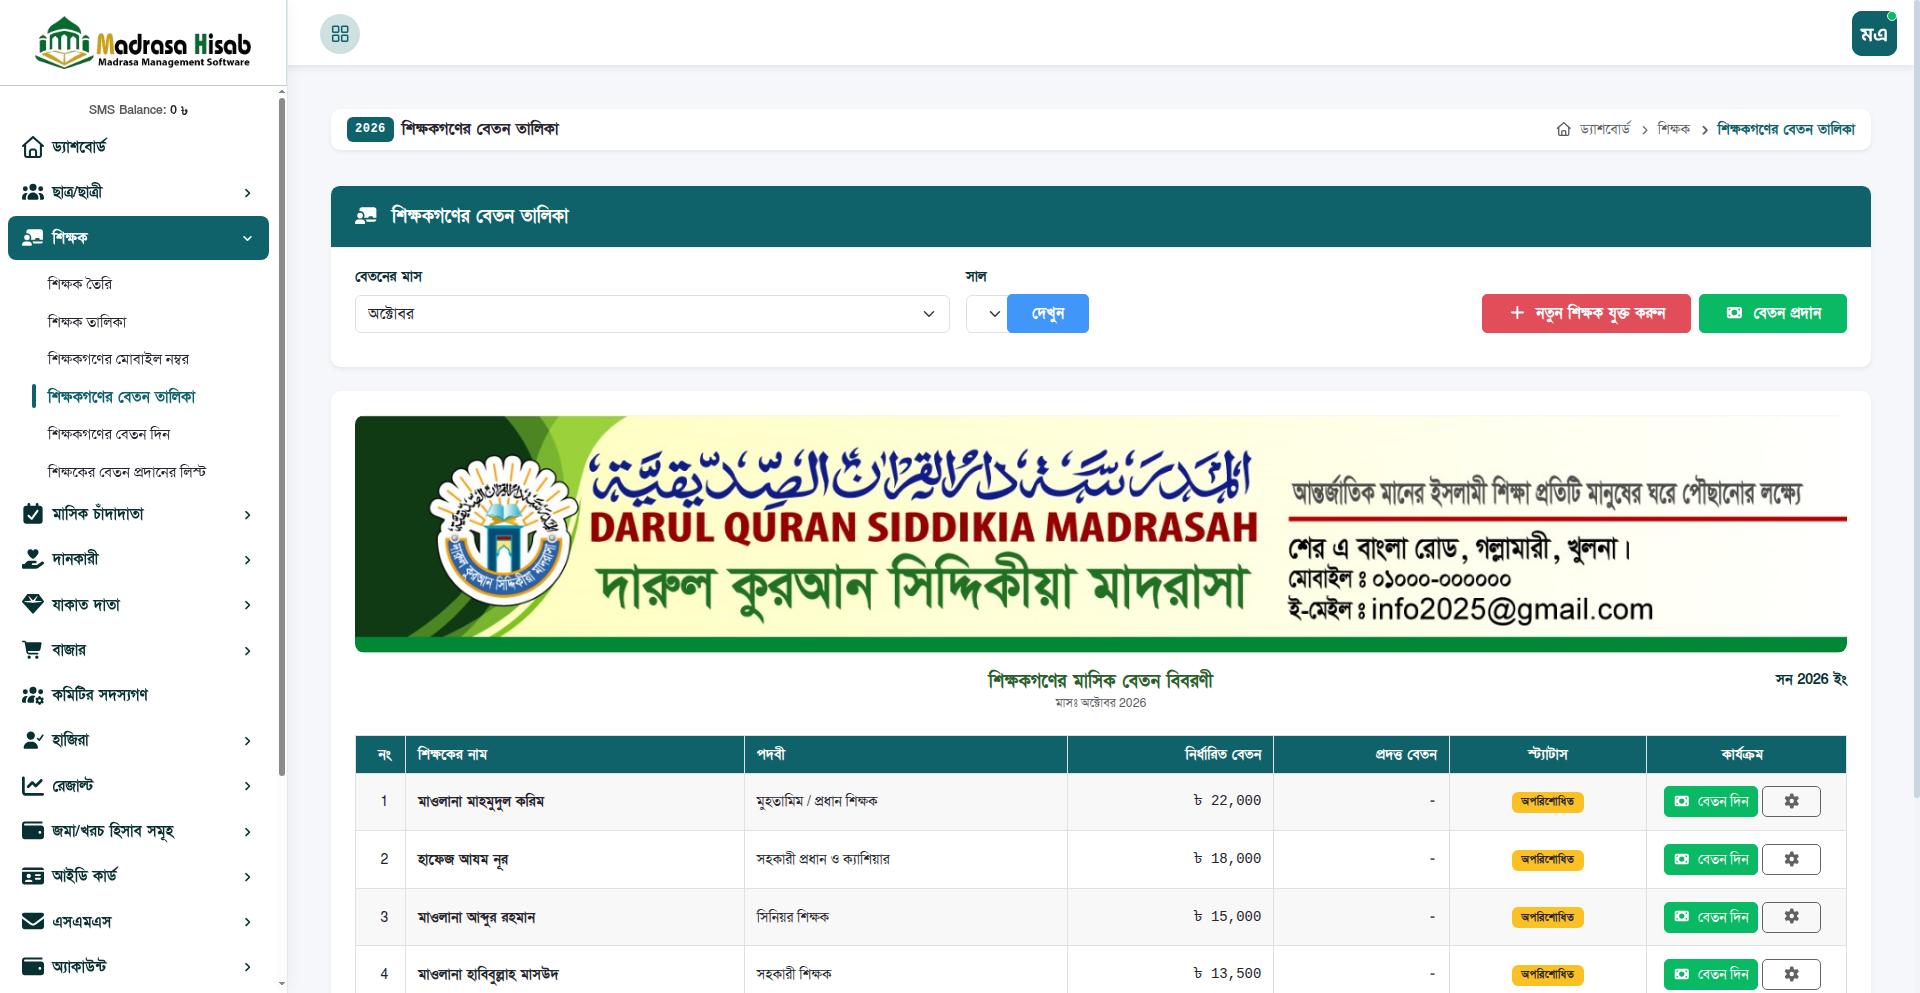 Madrasa Hisab
Madrasa Management Software
মএ
SMS Balance: 0 ৳
ড্যাশবোর্ড
ছাত্র/ছাত্রী
শিক্ষক
শিক্ষক তৈরি
শিক্ষক তালিকা
শিক্ষকগণের মোবাইল নম্বর
শিক্ষকগণের বেতন তালিকা
শিক্ষকগণের বেতন দিন
শিক্ষকের বেতন প্রদানের লিস্ট
মাসিক চাঁদাদাতা
দানকারী
যাকাত দাতা
বাজার
কমিটির সদস্যগণ
হাজিরা
রেজাল্ট
জমা/খরচ হিসাব সমূহ
আইডি কার্ড
এসএমএস
অ্যাকাউন্ট
2026 শিক্ষকগণের বেতন তালিকা
ড্যাশবোর্ড > শিক্ষক > শিক্ষকগণের বেতন তালিকা
শিক্ষকগণের বেতন তালিকা
বেতনের মাস সাল
অক্টোবর দেখুন + নতুন শিক্ষক যুক্ত করুন বেতন প্রদান
المدرسة دار القرآن الصديقية
DARUL QURAN SIDDIKIA MADRASAH
দারুল কুরআন সিদ্দিকীয়া মাদরাসা
আন্তর্জাতিক মানের ইসলামী শিক্ষা প্রতিটি মানুষের ঘরে পৌছানোর লক্ষ্যে
শের এ বাংলা রোড, গল্লামারী, খুলনা।
মোবাইল ঃ ০১০০০-০০০০০০
ই-মেইল ঃ info2025@gmail.com
শিক্ষকগণের মাসিক বেতন বিবরণী
মাসঃ অক্টোবর 2026
সন 2026 ইং
নং শিক্ষকের নাম পদবী নির্ধারিত বেতন প্রদত্ত বেতন স্ট্যাটাস কার্যক্রম
1 মাওলানা মাহমুদুল করিম মুহতামিম / প্রধান শিক্ষক ৳ 22,000 - অপরিশোধিত বেতন দিন
2 হাফেজ আযম নূর সহকারী প্রধান ও ক্যাশিয়ার ৳ 18,000 - অপরিশোধিত বেতন দিন
3 মাওলানা আব্দুর রহমান সিনিয়র শিক্ষক ৳ 15,000 - অপরিশোধিত বেতন দিন
4 মাওলানা হাবিবুল্লাহ মাসউদ সহকারী শিক্ষক ৳ 13,500 - অপরিশোধিত বেতন দিন